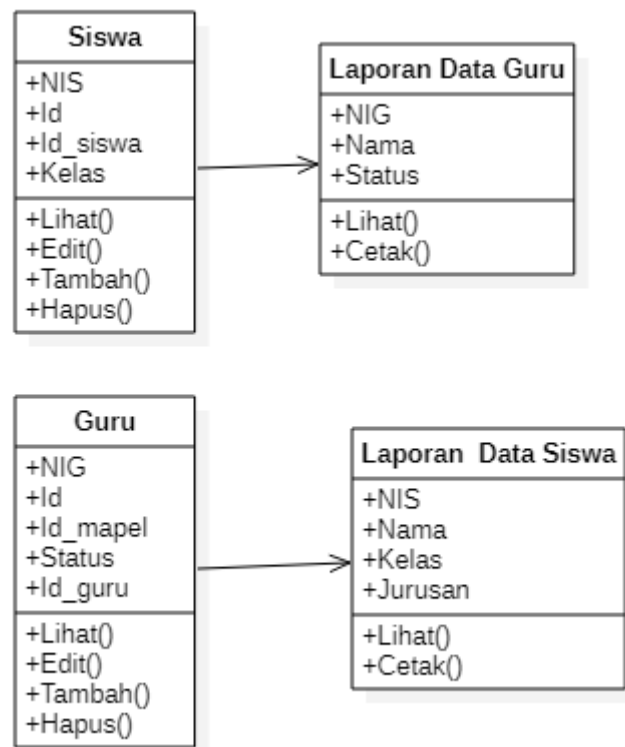 Siswa
+NIS
+Id
+Id_siswa
+Kelas
+Lihat()
+Edit()
+Tambah()
+Hapus()
Laporan Data Guru
+NIG
+Nama
+Status
+Lihat()
+Cetak()
Guru
+NIG
+Id
+Id_mapel
+Status
+Id_guru
+Lihat()
+Edit()
+Tambah()
+Hapus()
Laporan  Data Siswa
+NIS
+Nama
+Kelas
+Jurusan
+Lihat()
+Cetak()